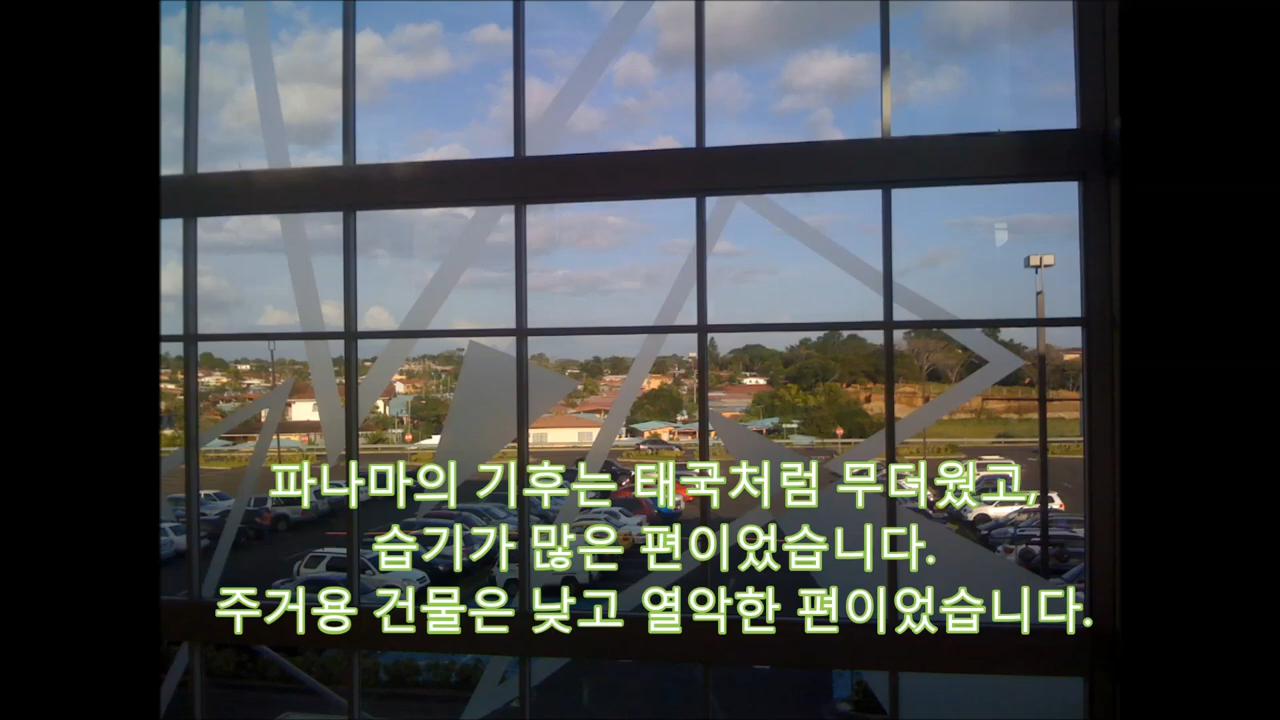 파나마의 기후는 태국처럼 무더웠고,
습기가 많은 편이었습니다.
주거용 건물은 낮고 열악한 편이었습니다.